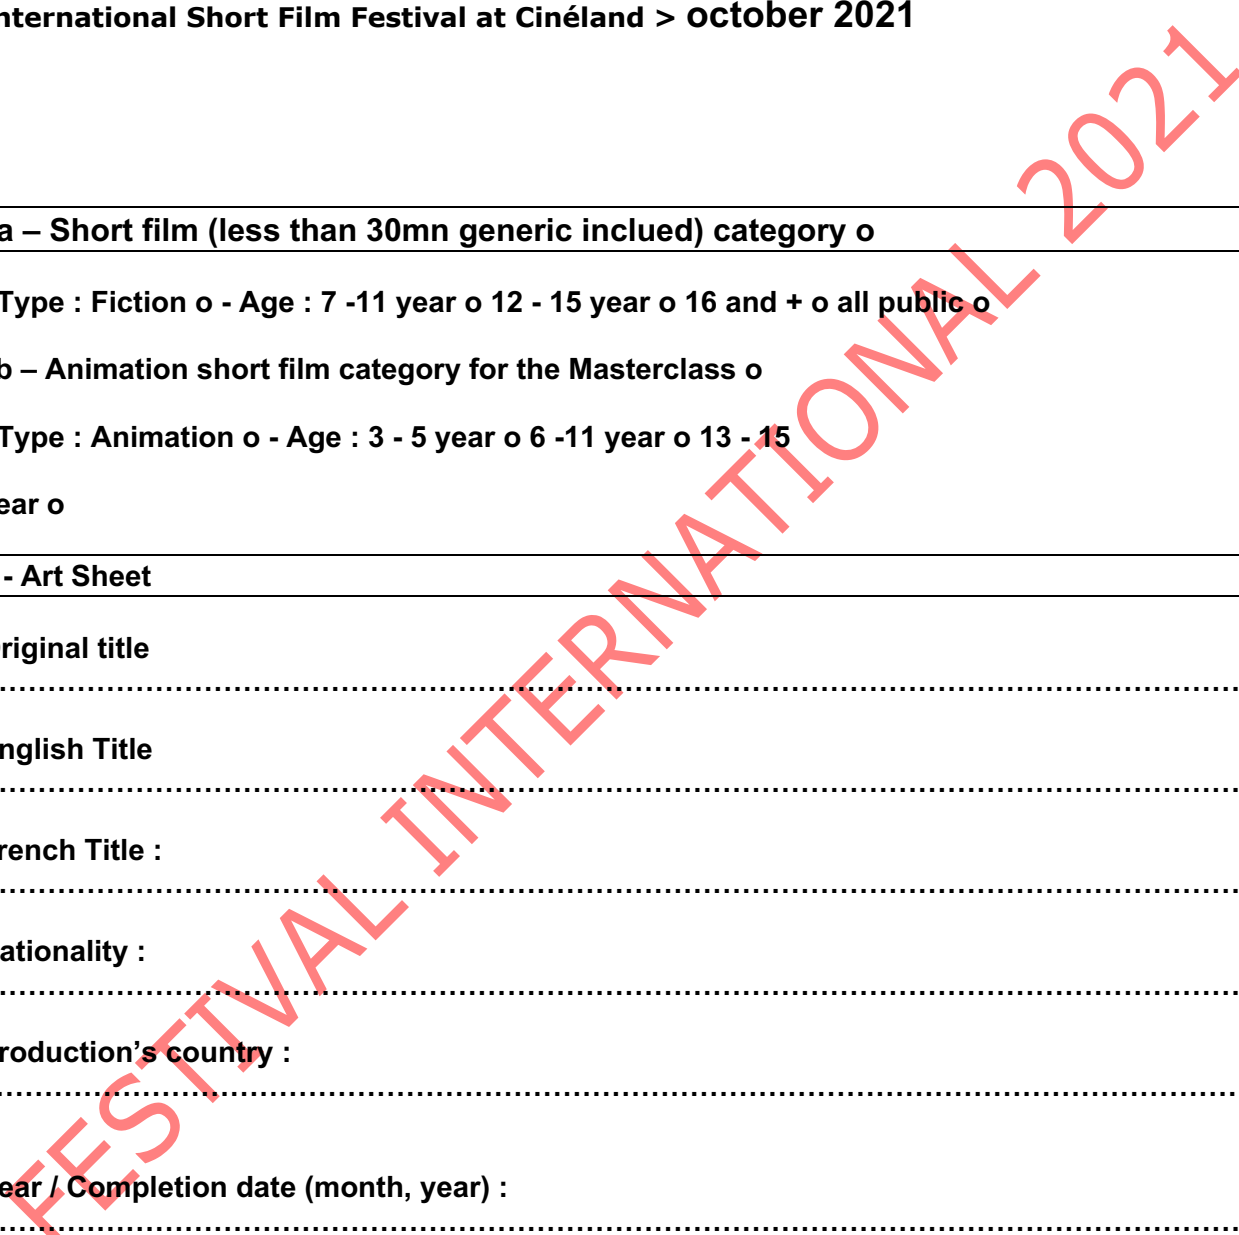 nternational Short Film Festival at Cinéland > october 2021
a – Short film (less than 30mn generic inclued) category o
Type : Fiction o - Age : 7 -11 year o 12 - 15 year o 16 and + o all public o
b – Animation short film category for the Masterclass o
Type : Animation o - Age : 3 - 5 year o 6 -11 year o 13 - 15
ear o
- Art Sheet
riginal title
nglish Title
rench Title :
ationality :
roduction’s country :
ear / Completion date (month, year) :
FESTIVAL INTERNATIONAL 2021